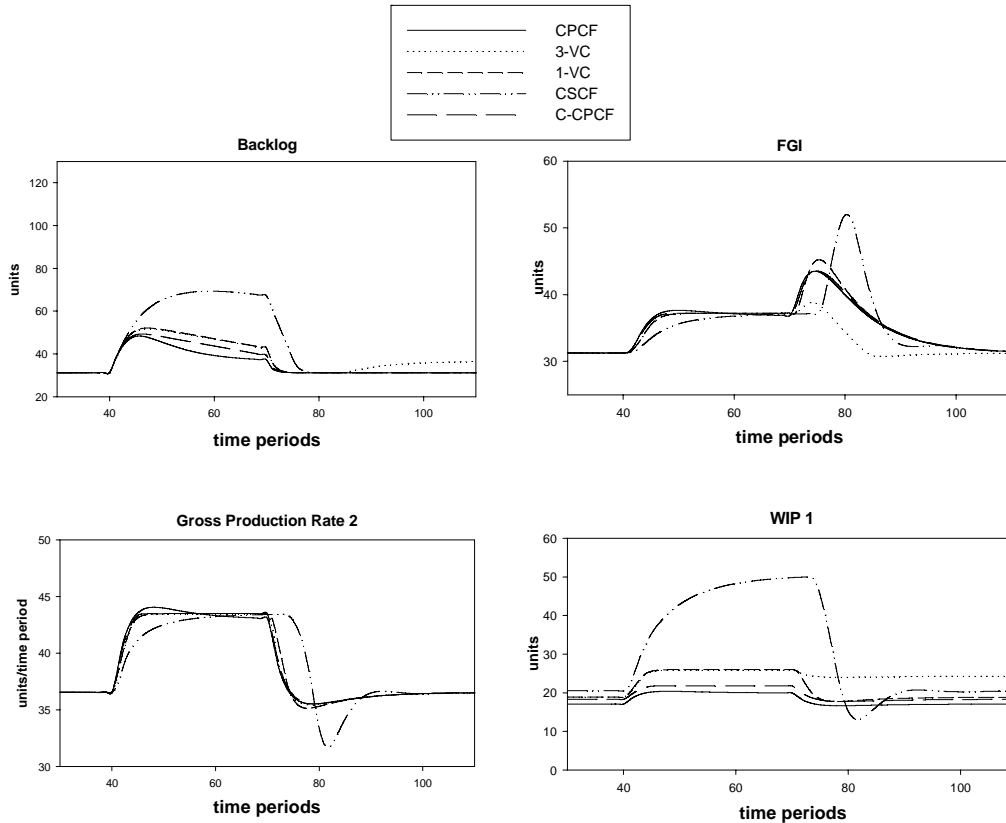 CPCF
3-VC
1-VC
CSCF
C-CPCF
Backlog
units
120
100
80
60
40
20
40
60
80
100
time periods
FGI
units
60
50
40
30
40
60
80
100
time periods
Gross Production Rate 2
units/time period
50
45
40
35
30
40
60
80
100
time periods
WIP 1
units
60
50
40
30
20
10
0
40
60
80
100
time periods